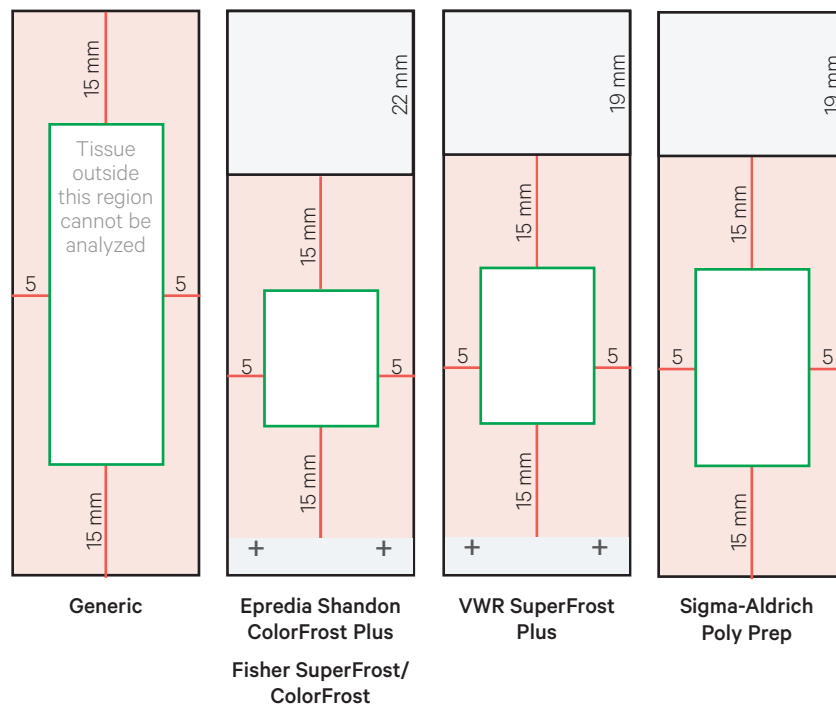 15 mm
Tissue
outside
this region
cannot be
analyzed
5
5
15 mm
Generic
22 mm
15 mm
5
5
15 mm
+
+
Epredia Shandon
ColorFrost Plus
Fisher SuperFrost/
ColorFrost
19 mm
15 mm
5
5
15 mm
+
+
VWR SuperFrost
Plus
19 mm
15 mm
5
5
15 mm
Sigma-Aldrich
Poly Prep